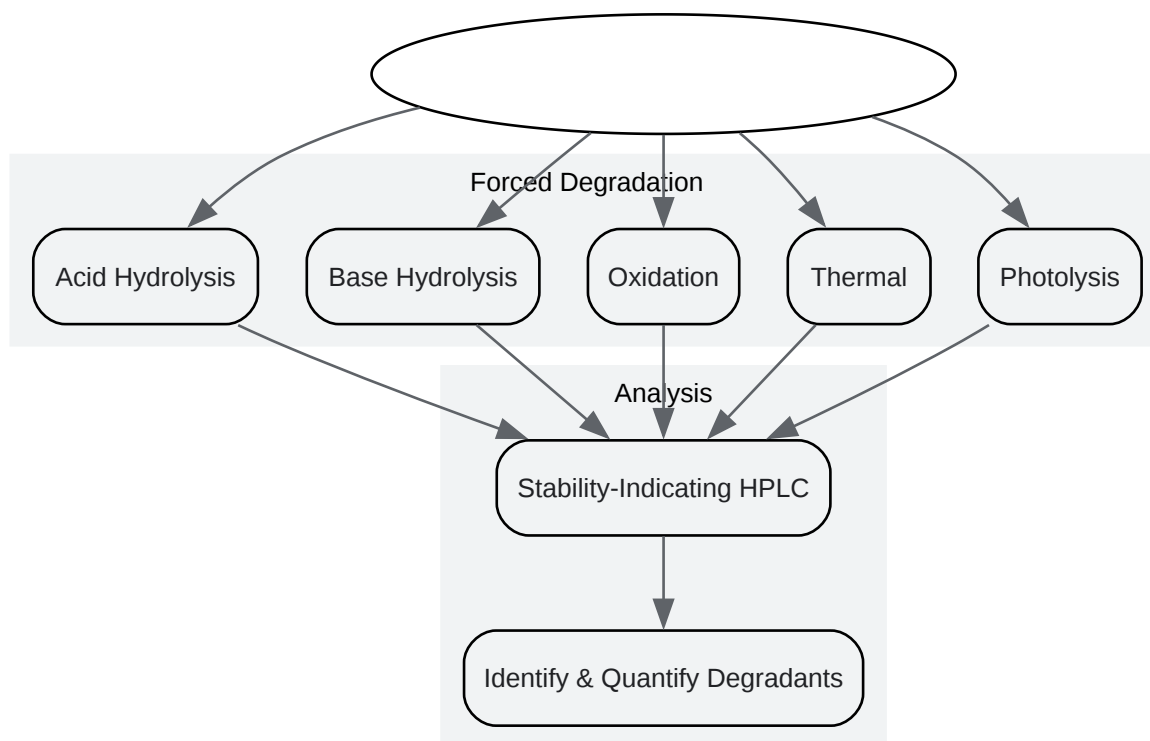 Forced Degradation
Acid Hydrolysis
Base Hydrolysis
Oxidation
Thermal
Photolysis
Analysis
Stability-Indicating HPLC
Identify & Quantify Degradants